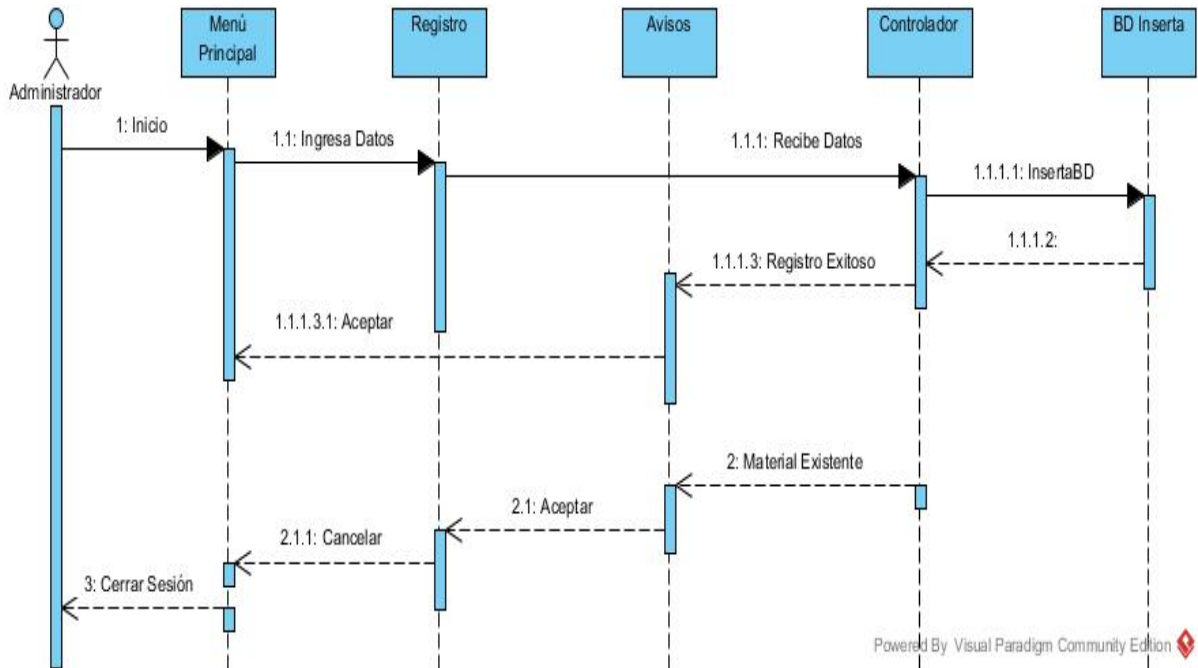 Menú
Principal
Registro
Avisos
Controlador
BD Inserta
Administrador
1: Inicio
1.1: Ingresa Datos
1.1.1: Recibe Datos
1.1.1.1: InsertaBD
1.1.1.2:
1.1.1.3: Registro Exitoso
1.1.1.3.1: Aceptar
2: Material Existente
2.1: Aceptar
2.1.1: Cancelar
3: Cerrar Sesión
Powered By Visual Paradigm Community Edition